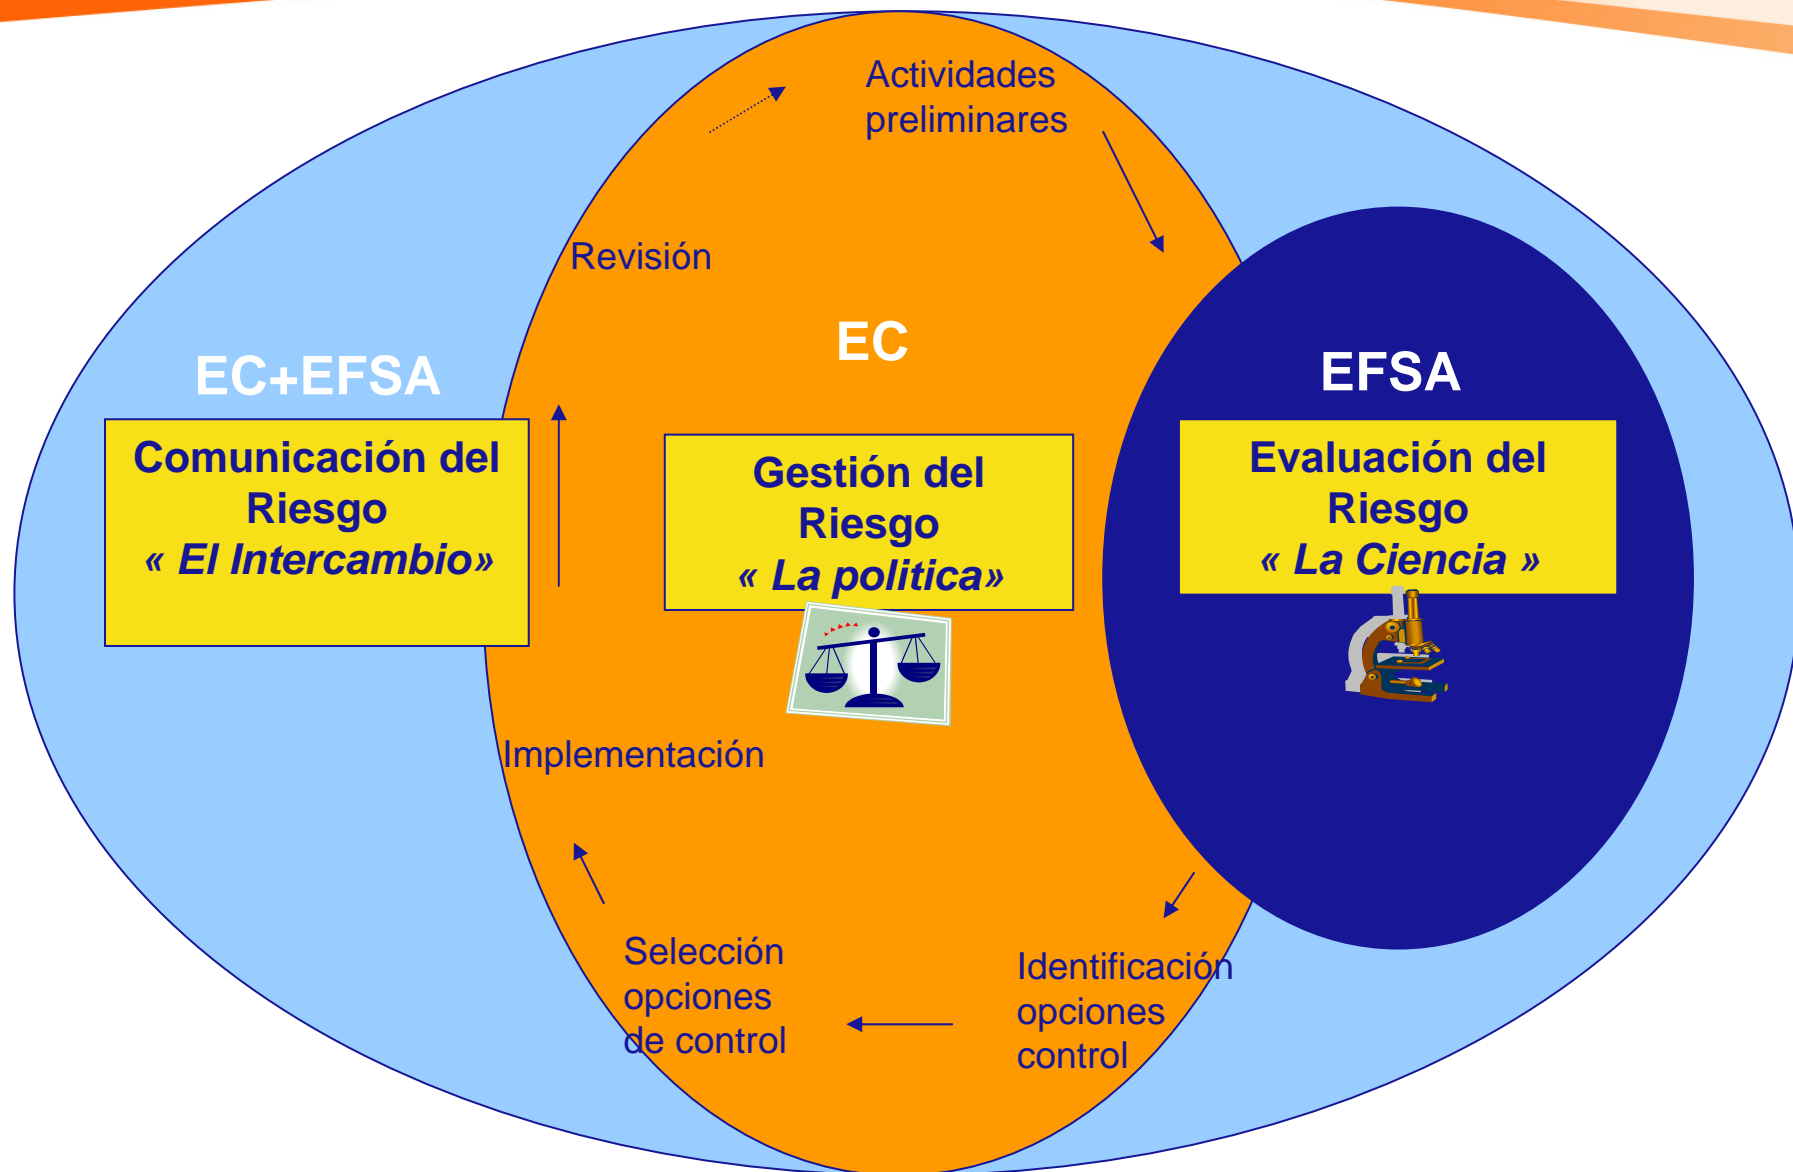 Actividades
preliminares
Revisión
EC
EC+EFSA
EFSA
Comunicación del
Riesgo
« El Intercambio»
Gestión del
Riesgo
« La politica»
Evaluación del
Riesgo
« La Ciencia »
Implementación
Selección
opciones
de control
Identificación
opciones
control